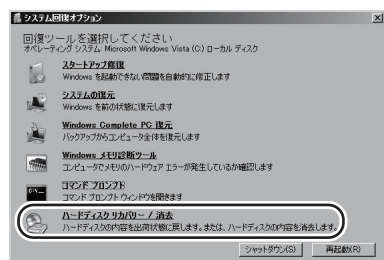 システム回復オプション
回復ツールを選択してください
オペレーティング システム: Microsoft Windows Vista (C:) ローカル ディスク
スタートアップ修復
Windows を起動できない問題を自動的に修正します
システムの復元
Windows を前の状態に復元します
Windows Complete PC 復元
バックアップからコンピュータ全体を復元します
Windows メモリ診断ツール
コンピュータでメモリのハードウェア エラーが発生しているか確認します
コマンド プロンプト
コマンド プロンプト ウィンドウを開きます
ハードディスク リカバリー / 消去
ハードディスクの内容を出荷状態に戻します。または、ハードディスクの内容を消去します。
シャットダウン(S) 再起動(R)